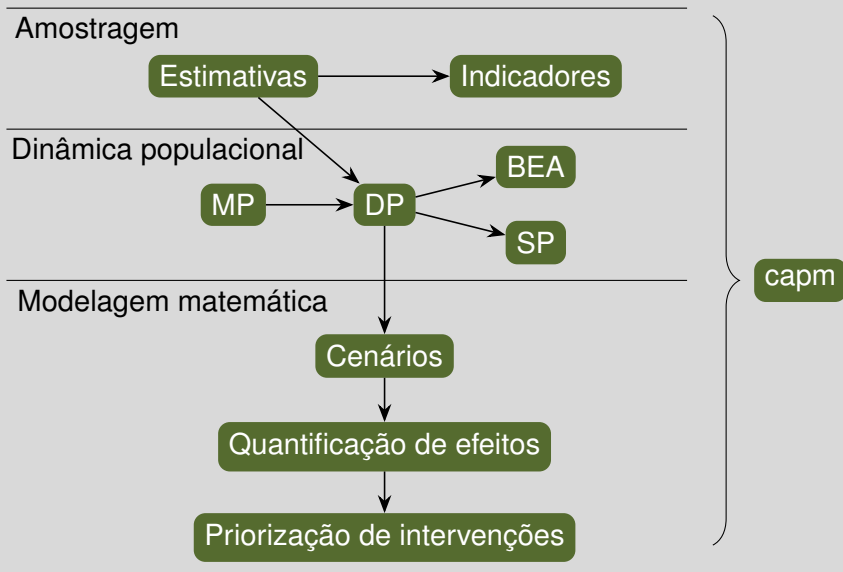 Amostragem
Estimativas
Indicadores
Dinâmica populacional
BEA
MP
DP
SP
capm
Modelagem matemática
Cenários
Quantificação de efeitos
Priorização de intervenções